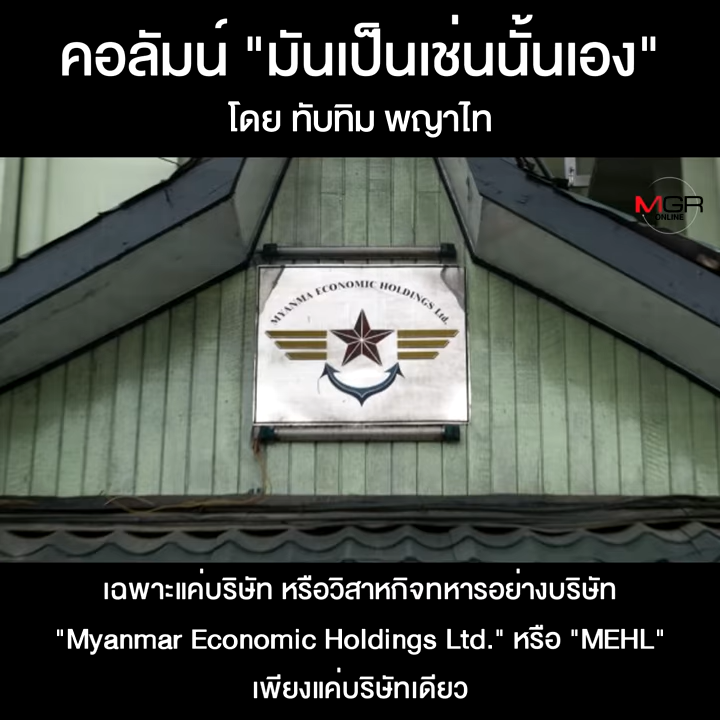 คอลัมน์ "มันเป็นเช่นนั้นเอง"
โดย ทับทิม พญาไท
MGR
ONLINE
MYANMA ECONOMIC HOLDINGS Ltd.
เฉพาะแค่บริษัท หรือวิสาหกิจทหารอย่างบริษัท
"Myanmar Economic Holdings Ltd." หรือ "MEHL"
เพียงแค่บริษัทเดียว